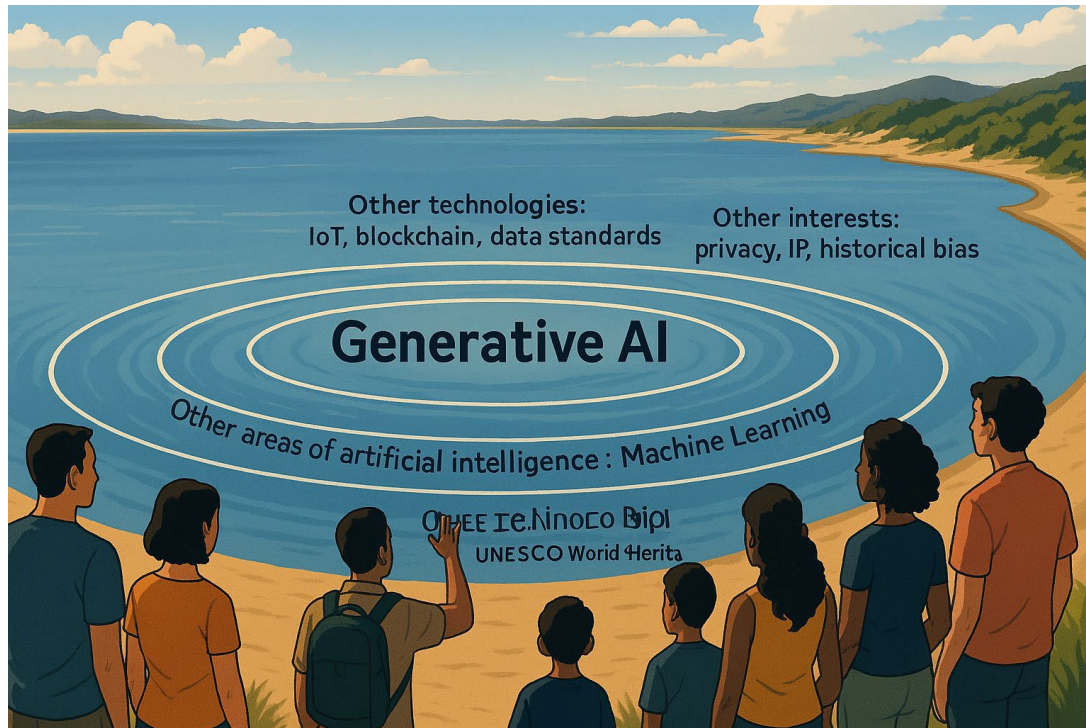 Other technologies:
IoT, blockchain, data standards
Other interests:
privacy, IP, historical bias
Generative AI
Other areas of artificial intelligence: Machine Learning
UNESCO World Herita